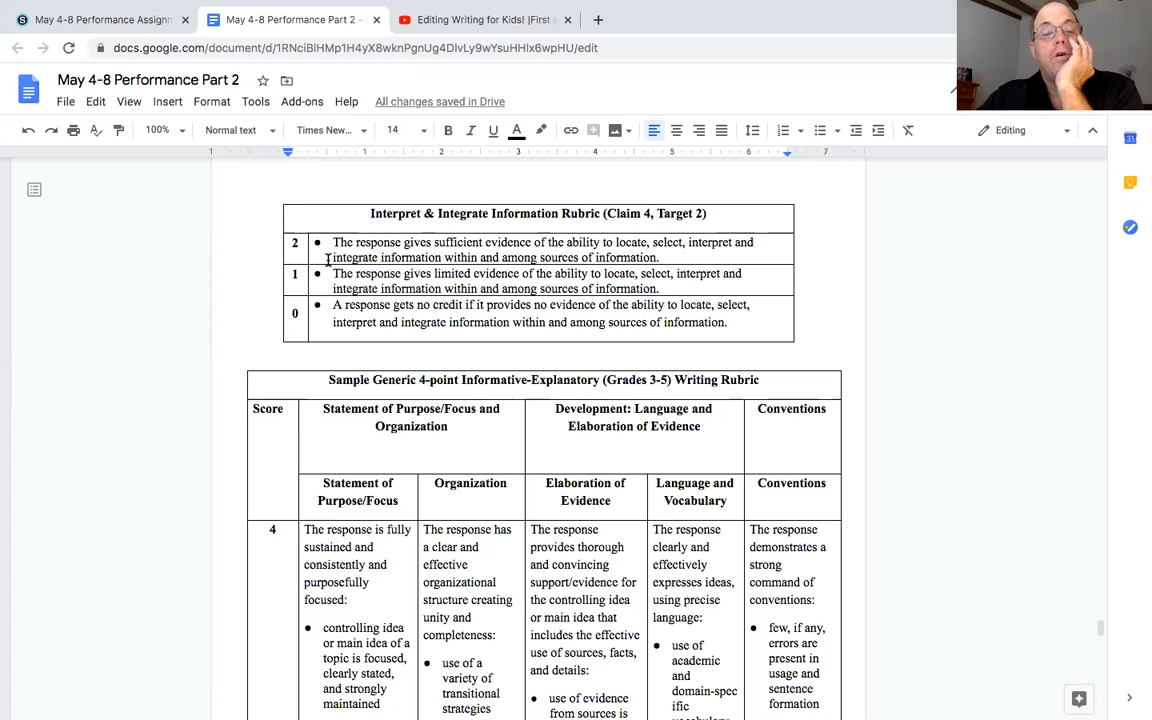 May 4-8 Performance Assignm
May 4-8 Performance Part 2 -
Editing Writing for Kids! |First a
docs.google.com/document/d/1RNciBlHMp1H4yX8wknPgnUg4DlvLy9wYsuHHlx6wpHU/edit
May 4-8 Performance Part 2
File Edit View Insert Format Tools Add-ons Help All changes saved in Drive
100% Normal text Times New... 14 B I U A Editing
1 1 2 3 4 5 6 7
31
Interpret & Integrate Information Rubric (Claim 4, Target 2)
2 ● The response gives sufficient evidence of the ability to locate, select, interpret and
integrate information within and among sources of information.
1 ● The response gives limited evidence of the ability to locate, select, interpret and
integrate information within and among sources of information.
0 ● A response gets no credit if it provides no evidence of the ability to locate, select,
interpret and integrate information within and among sources of information.
Sample Generic 4-point Informative-Explanatory (Grades 3-5) Writing Rubric
Score
Statement of Purpose/Focus and
Organization
Development: Language and
Elaboration of Evidence
Conventions
Statement of
Purpose/Focus
Organization
Elaboration of
Evidence
Language and
Vocabulary
Conventions
4
The response is fully
sustained and
consistently and
purposefully
focused:
● controlling idea
or main idea of a
topic is focused,
clearly stated,
and strongly
maintained
The response has
a clear and
effective
organizational
structure creating
unity and
completeness:
● use of a
variety of
transitional
strategies
The response
provides thorough
and convincing
support/evidence for
the controlling idea
or main idea that
includes the effective
use of sources, facts,
and details:
● use of evidence
from sources is
The response
clearly and
effectively
expresses ideas,
using precise
language:
● use of
academic
and
domain-spec
ific
The response
demonstrates a
strong
command of
conventions:
● few, if any,
errors are
present in
usage and
sentence
formation